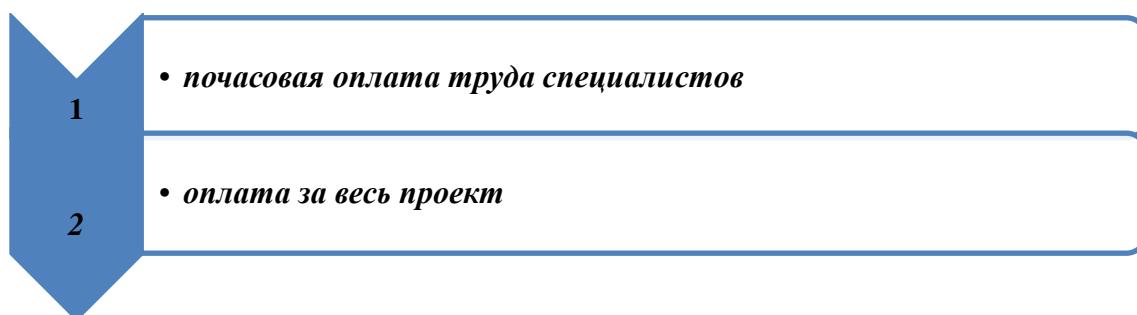 • почасовая оплата труда специалистов
1
• оплата за весь проект
2